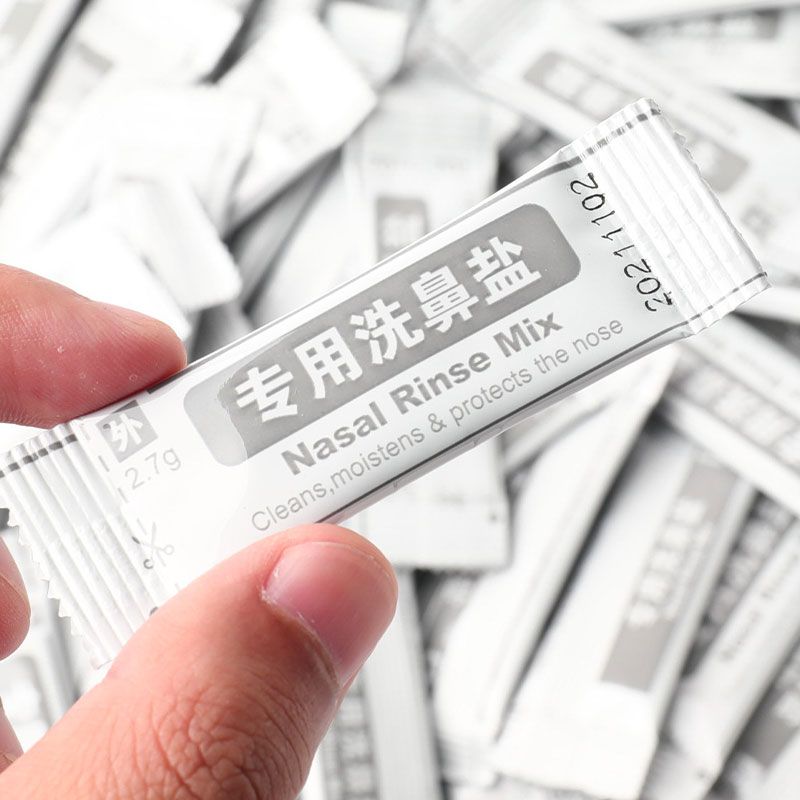 专用洗鼻盐
Nasal Rinse Mix
Cleans,moistens & protects the nose
外
2.7g
20211102